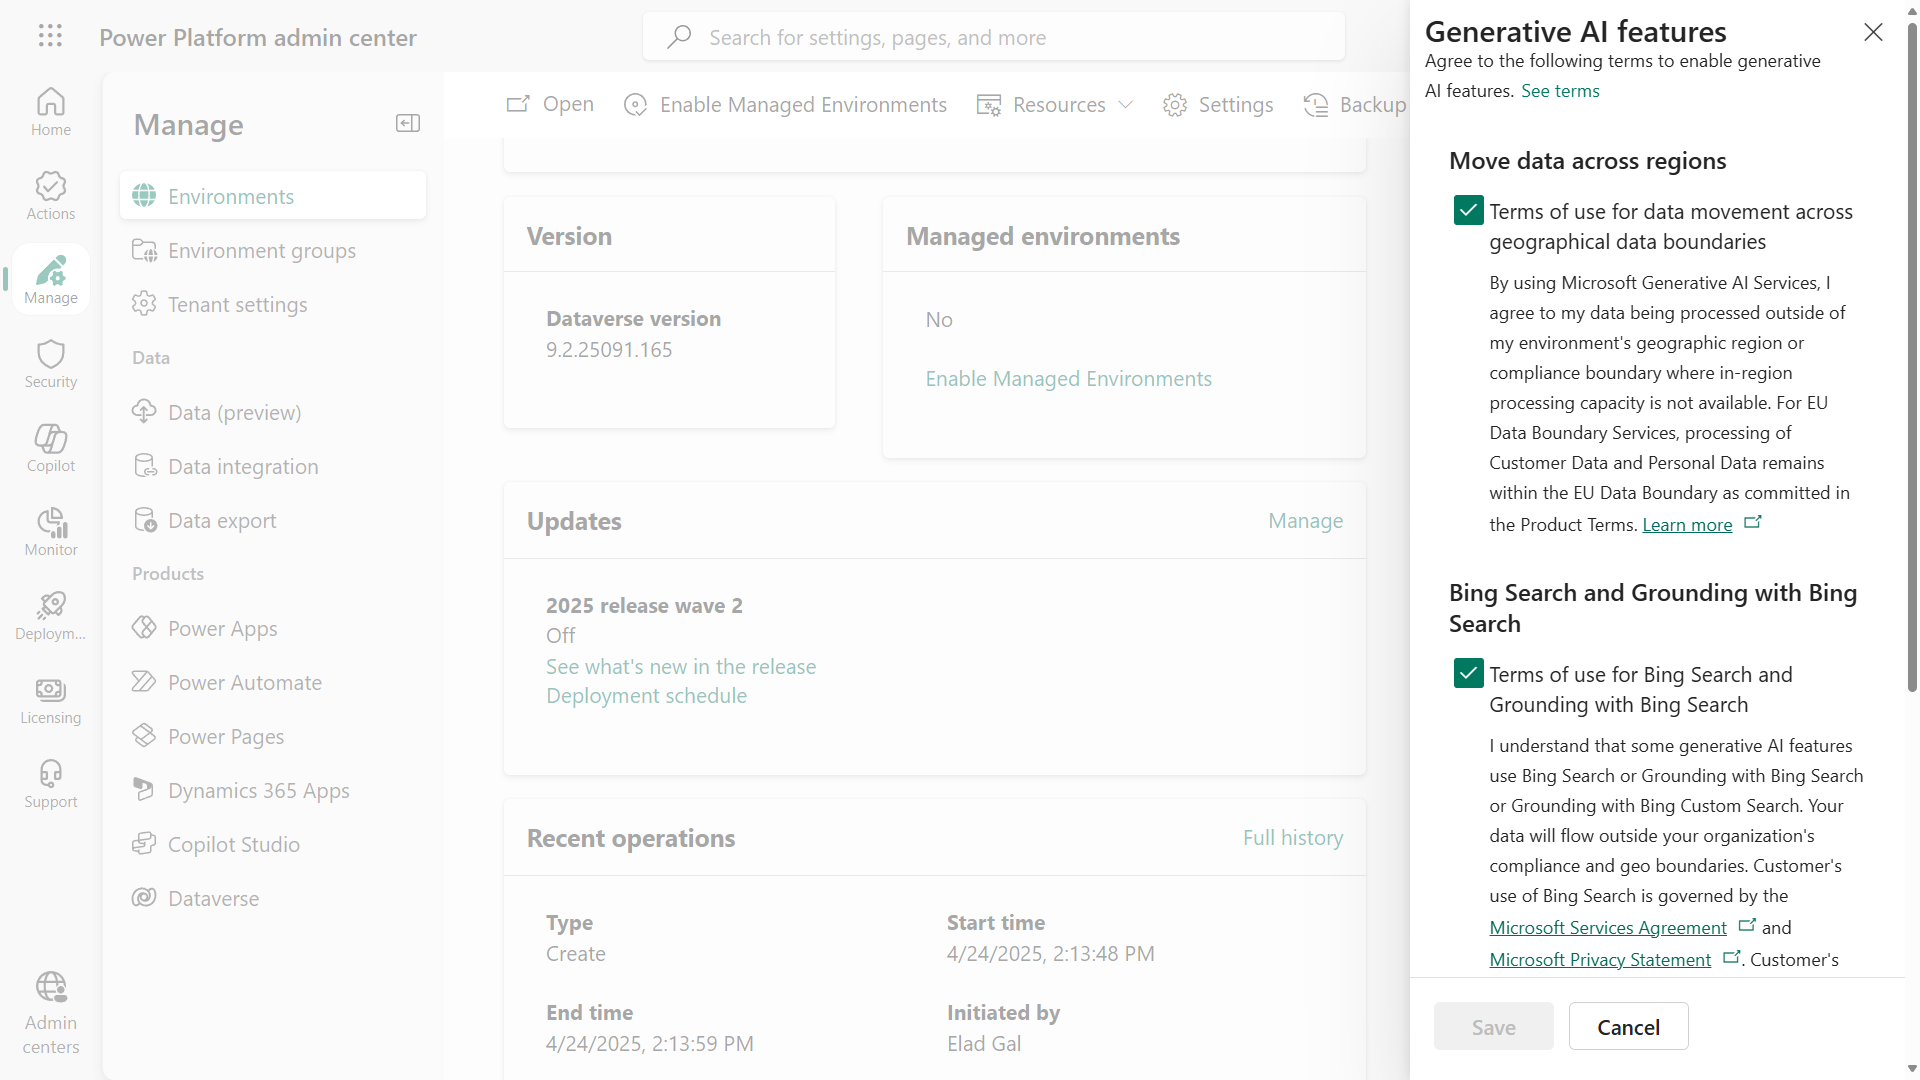 Power Platform admin center
Search for settings, pages, and more
Home
Actions
Manage
Security
Copilot
Monitor
Deploym...
Licensing
Support
Admin
centers
Manage
Environments
Environment groups
Tenant settings
Data
Data (preview)
Data integration
Data export
Products
Power Apps
Power Automate
Power Pages
Dynamics 365 Apps
Copilot Studio
Dataverse
Open
Enable Managed Environments
Resources
Settings
Backup
Version
Dataverse version
9.2.25091.165
Managed environments
No
Enable Managed Environments
Updates
Manage
2025 release wave 2
Off
See what's new in the release
Deployment schedule
Recent operations
Full history
Type
Create
Start time
4/24/2025, 2:13:48 PM
End time
4/24/2025, 2:13:59 PM
Initiated by
Elad Gal
Generative AI features
Agree to the following terms to enable generative
AI features. See terms
Move data across regions
Terms of use for data movement across
geographical data boundaries
By using Microsoft Generative AI Services, I
agree to my data being processed outside of
my environment's geographic region or
compliance boundary where in-region
processing capacity is not available. For EU
Data Boundary Services, processing of
Customer Data and Personal Data remains
within the EU Data Boundary as committed in
the Product Terms. Learn more
Bing Search and Grounding with Bing
Search
Terms of use for Bing Search and
Grounding with Bing Search
I understand that some generative AI features
use Bing Search or Grounding with Bing Search
or Grounding with Bing Custom Search. Your
data will flow outside your organization's
compliance and geo boundaries. Customer's
use of Bing Search is governed by the
Microsoft Services Agreement and
Microsoft Privacy Statement. Customer's
Save
Cancel